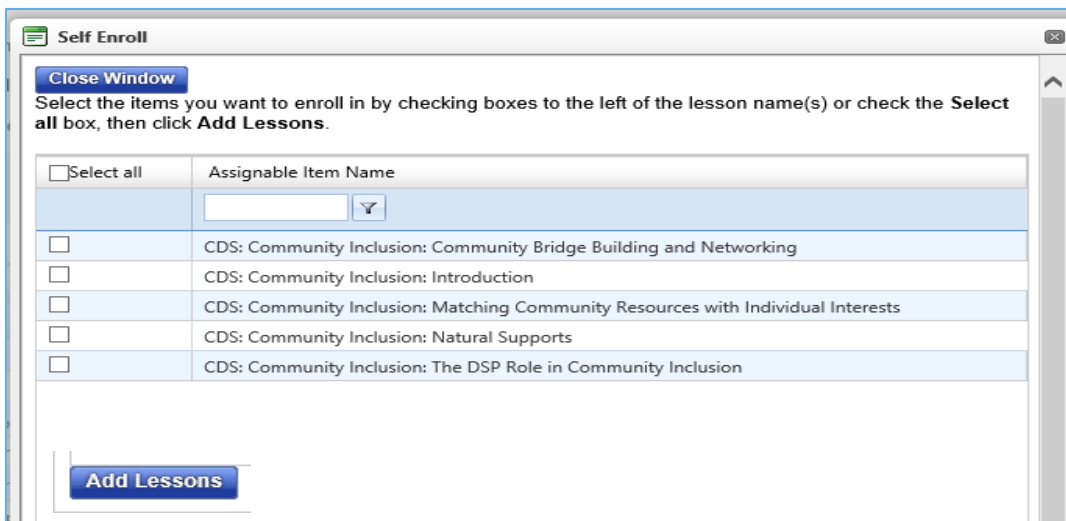 Self Enroll
Close Window
Select the items you want to enroll in by checking boxes to the left of the lesson name(s) or check the Select
all box, then click Add Lessons.
Select all Assignable Item Name
CDS: Community Inclusion: Community Bridge Building and Networking
CDS: Community Inclusion: Introduction
CDS: Community Inclusion: Matching Community Resources with Individual Interests
CDS: Community Inclusion: Natural Supports
CDS: Community Inclusion: The DSP Role in Community Inclusion
Add Lessons